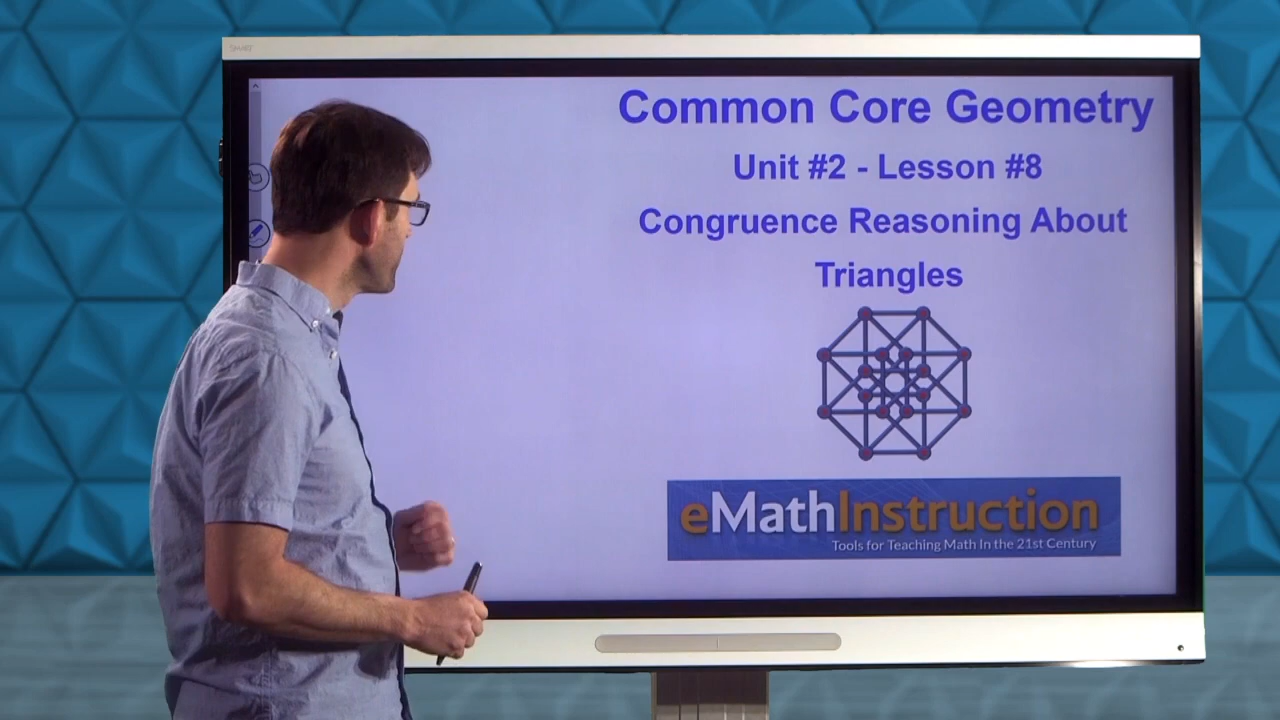 SMART
Common Core Geometry
Unit #2 - Lesson #8
Congruence Reasoning About
Triangles
eMathInstruction
Tools for Teaching Math In the 21st Century